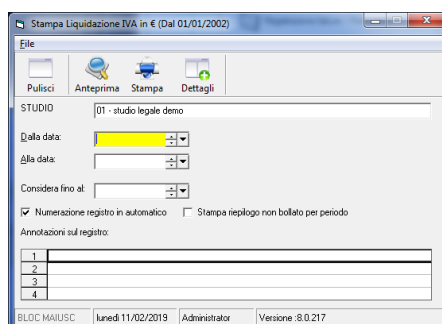 Stampa Liquidazione IVA in € (Dal 01/01/2002)
File
Pulisci Anteprima Stampa Dettagli
STUDIO 01 - studio legale demo
Dalla data:
Alla data:
Considera fino al:
Numerazione registro in automatico Stampa riepilogo non bollato per periodo
Annotazioni sul registro:
1
2
3
4
BLOC MAIUSC lunedì 11/02/2019 Administrator Versione :8.0.217